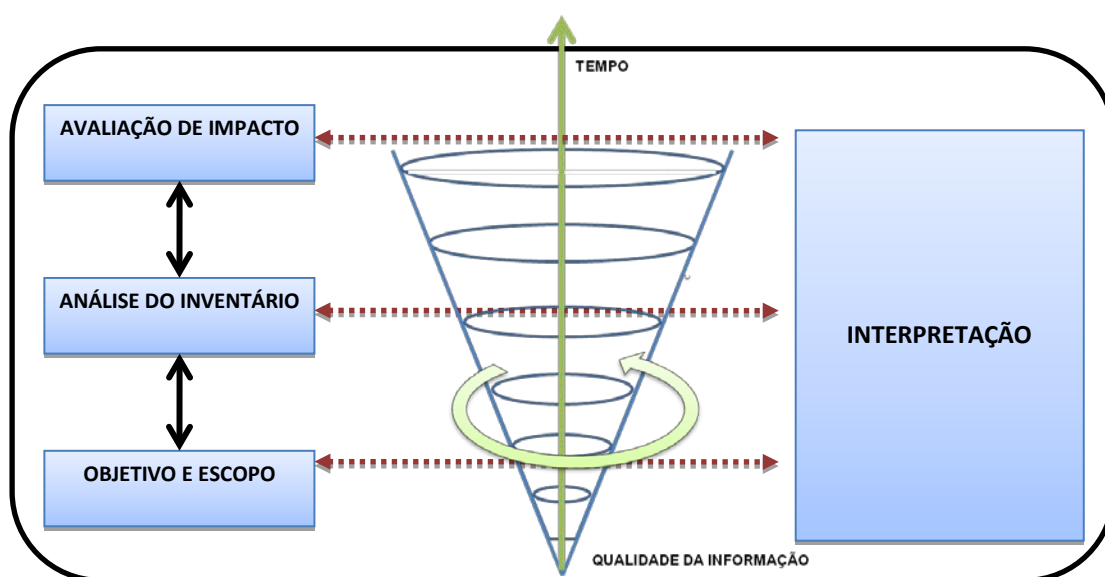 TEMPO
AVALIAÇÃO DE IMPACTO
ANÁLISE DO INVENTÁRIO
INTERPRETAÇÃO
OBJETIVO E ESCOPO
QUALIDADE DA INFORMAÇÃO